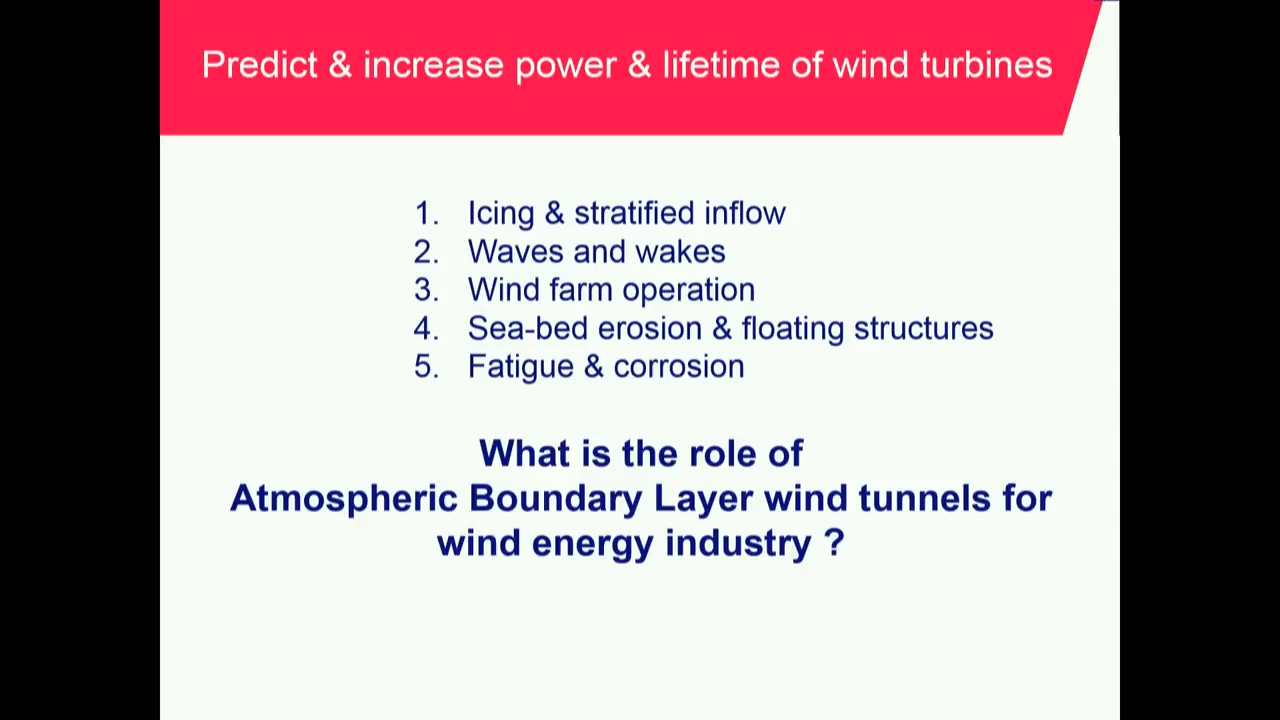 Predict & increase power & lifetime of wind turbines
1. Icing & stratified inflow
2. Waves and wakes
3. Wind farm operation
4. Sea-bed erosion & floating structures
5. Fatigue & corrosion
What is the role of
Atmospheric Boundary Layer wind tunnels for
wind energy industry ?